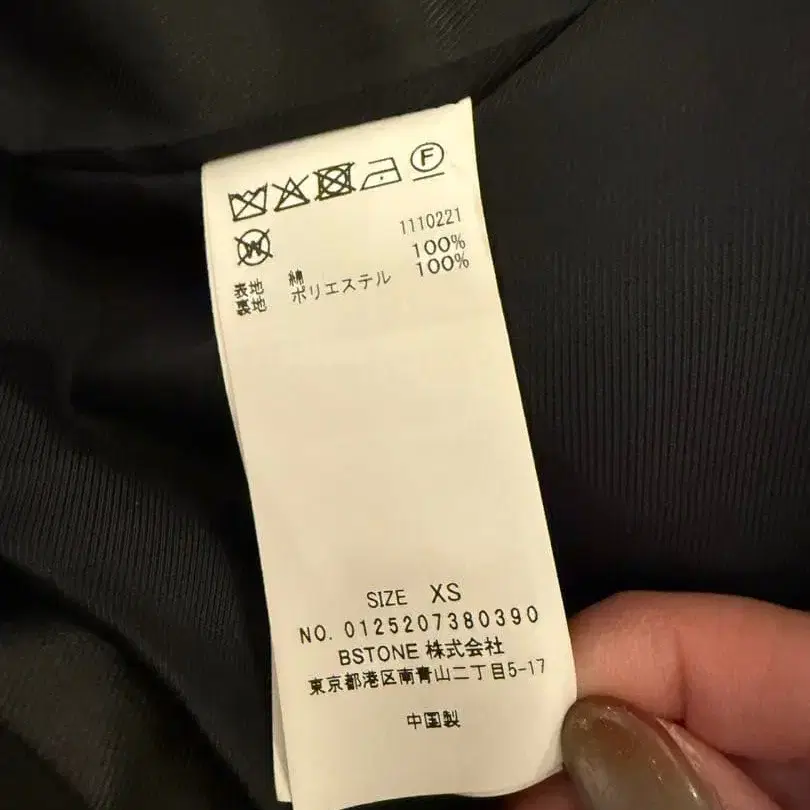 F
W
1110221
表地 綿 100%
裏地 ポリエステル 100%
SIZE XS
NO. 0125207380390
BSTONE 株式会社
東京都港区南青山二丁目5-17
中国製